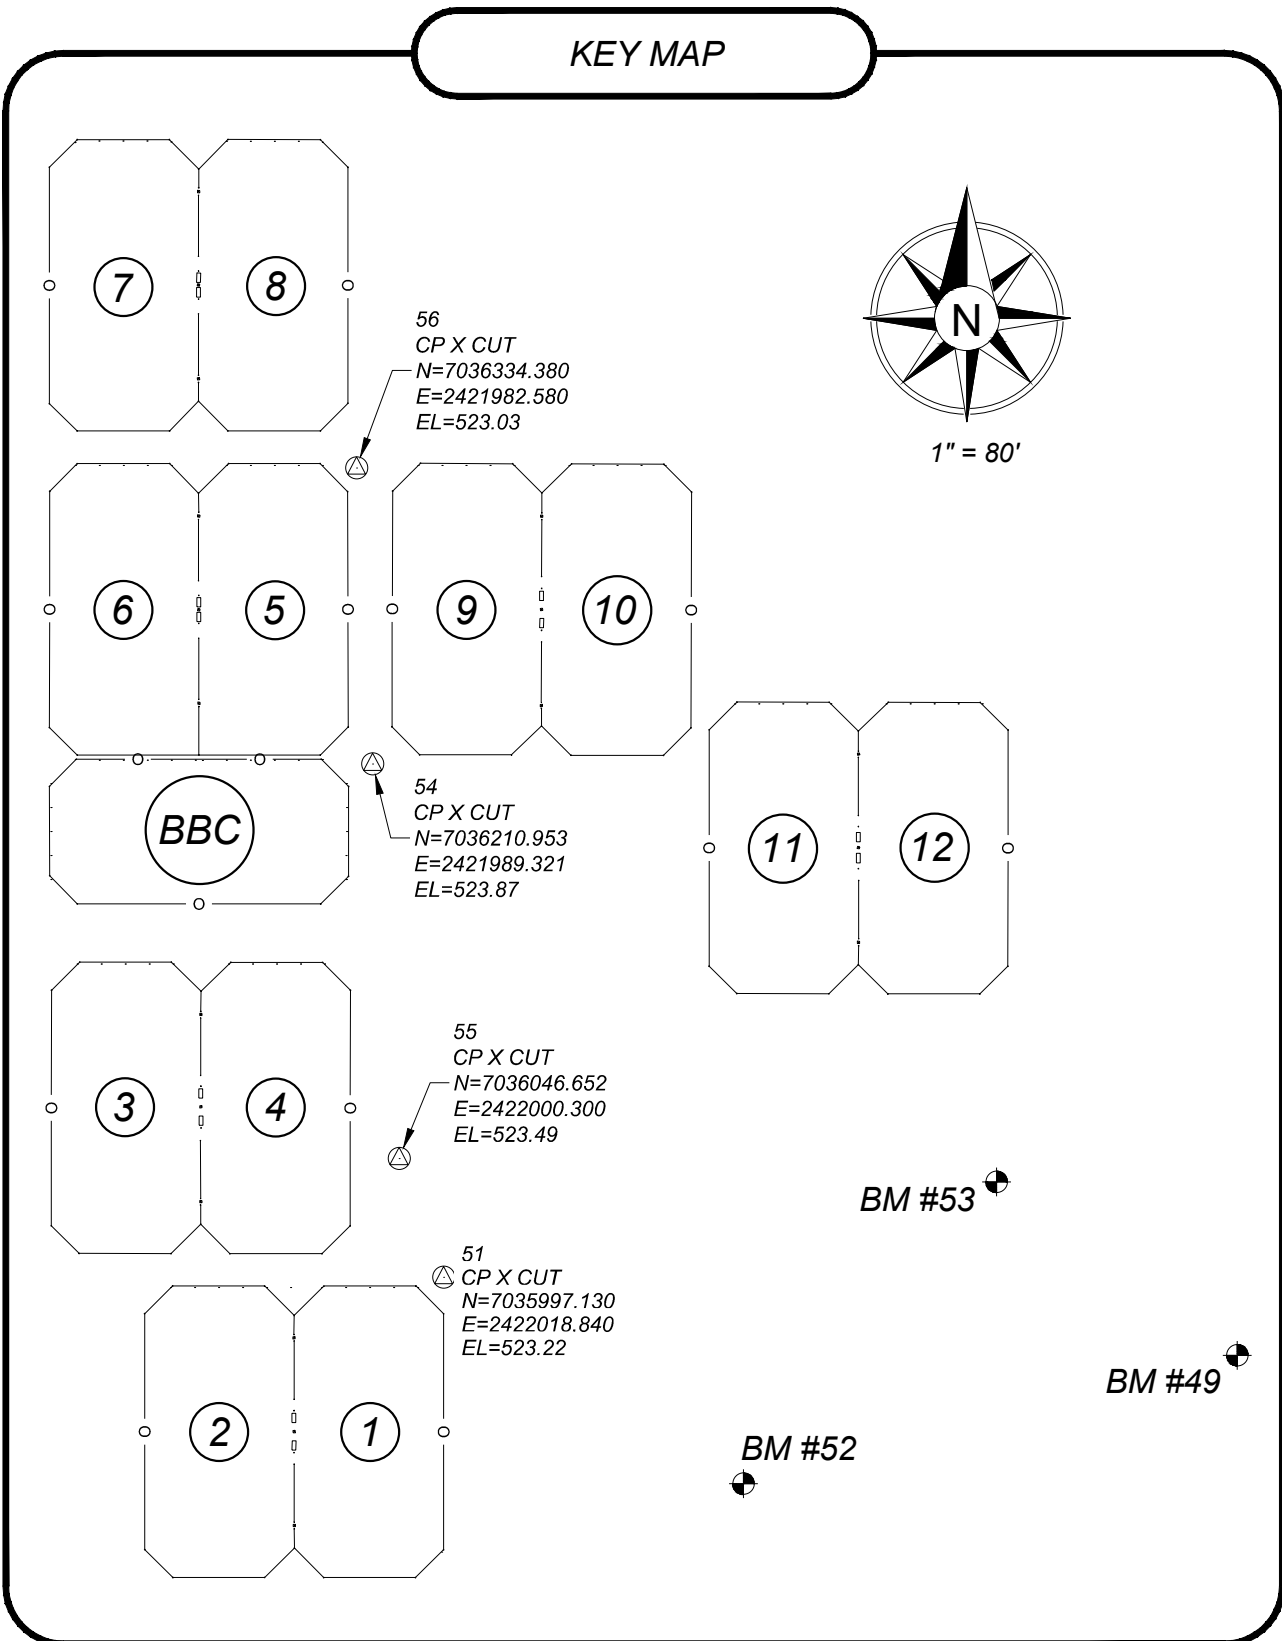 KEY MAP
7
8
N
56
CP X CUT
N=7036334.380
E=2421982.580
EL=523.03
1" = 80'
6
5
9
10
54
CP X CUT
N=7036210.953
E=2421989.321
EL=523.87
BBC
11
12
55
CP X CUT
N=7036046.652
E=2422000.300
EL=523.49
3
4
BM #53
51
CP X CUT
N=7035997.130
E=2422018.840
EL=523.22
BM #49
2
1
BM #52